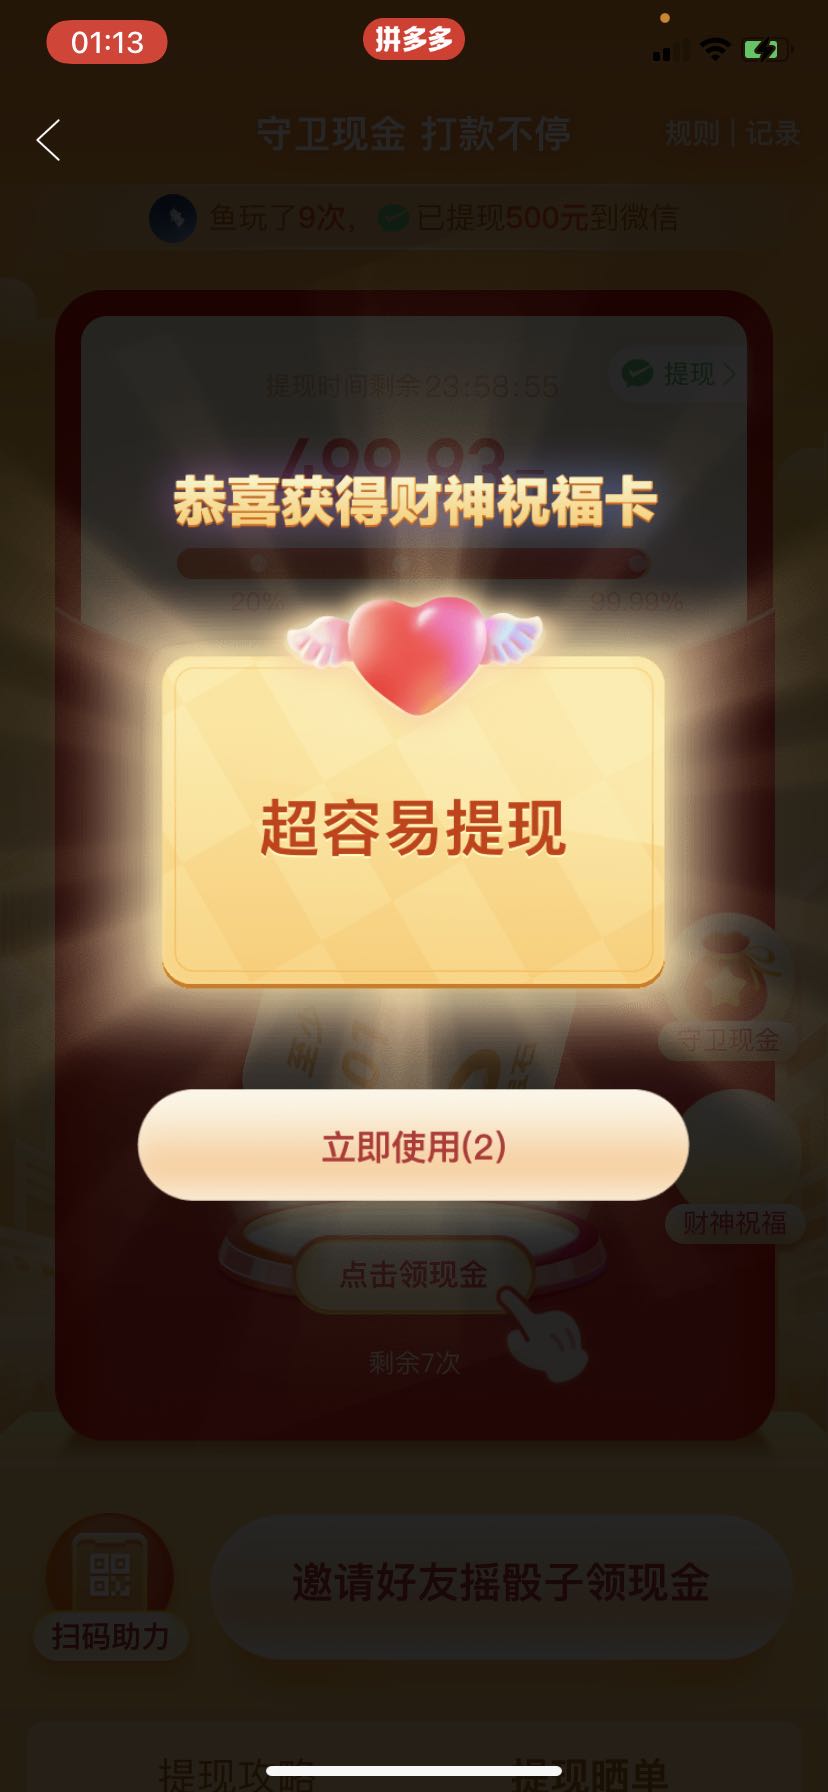 01:13
拼多多
守卫现金 打款不停
规则 | 记录
鱼玩了9次，已提现500元到微信
提现时间剩余23:58:55
提现
499.93元
恭喜获得财神祝福卡
20%
99.99%
超容易提现
至少
守卫现金
立即使用(2)
财神祝福
点击领现金
剩余7次
扫码助力
邀请好友摇骰子领现金
提现攻略
提现晒单